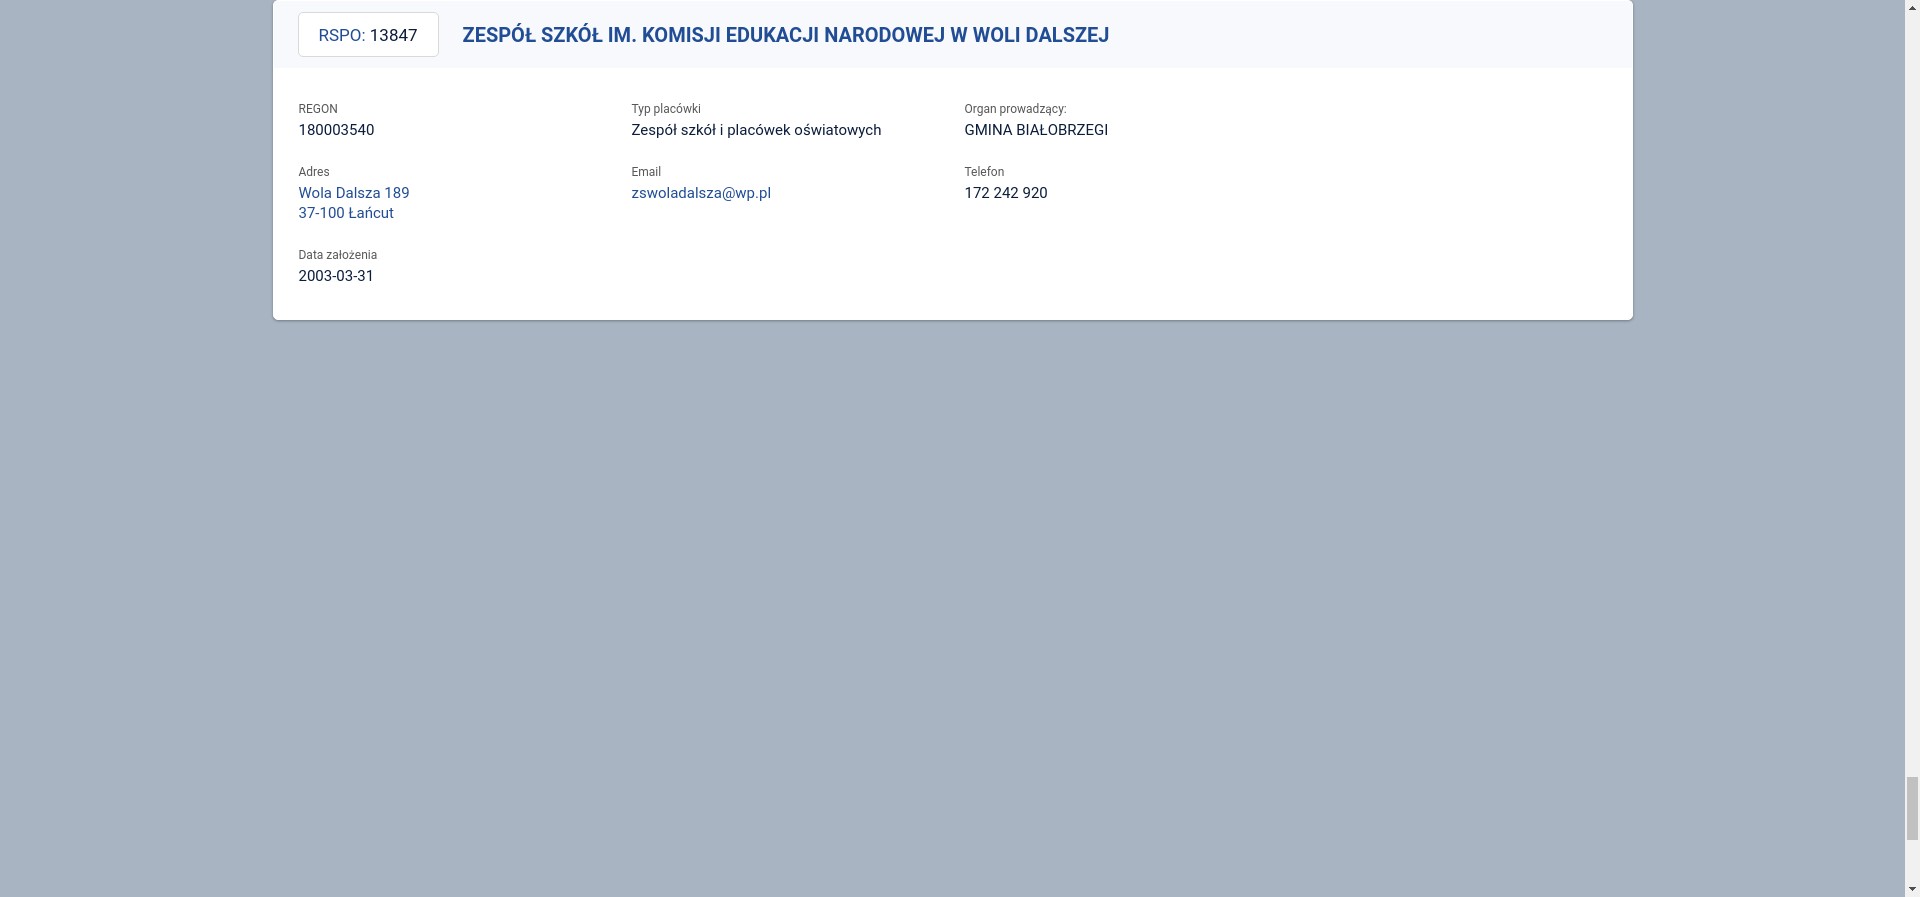 RSPO: 13847
ZESPÓŁ SZKÓŁ IM. KOMISJI EDUKACJI NARODOWEJ W WOLI DALSZEJ
REGON
180003540
Typ placówki
Zespół szkół i placówek oświatowych
Organ prowadzący:
GMINA BIAŁOBRZEGI
Adres
Wola Dalsza 189
37-100 Łańcut
Email
zswoladalsza@wp.pl
Telefon
172 242 920
Data założenia
2003-03-31